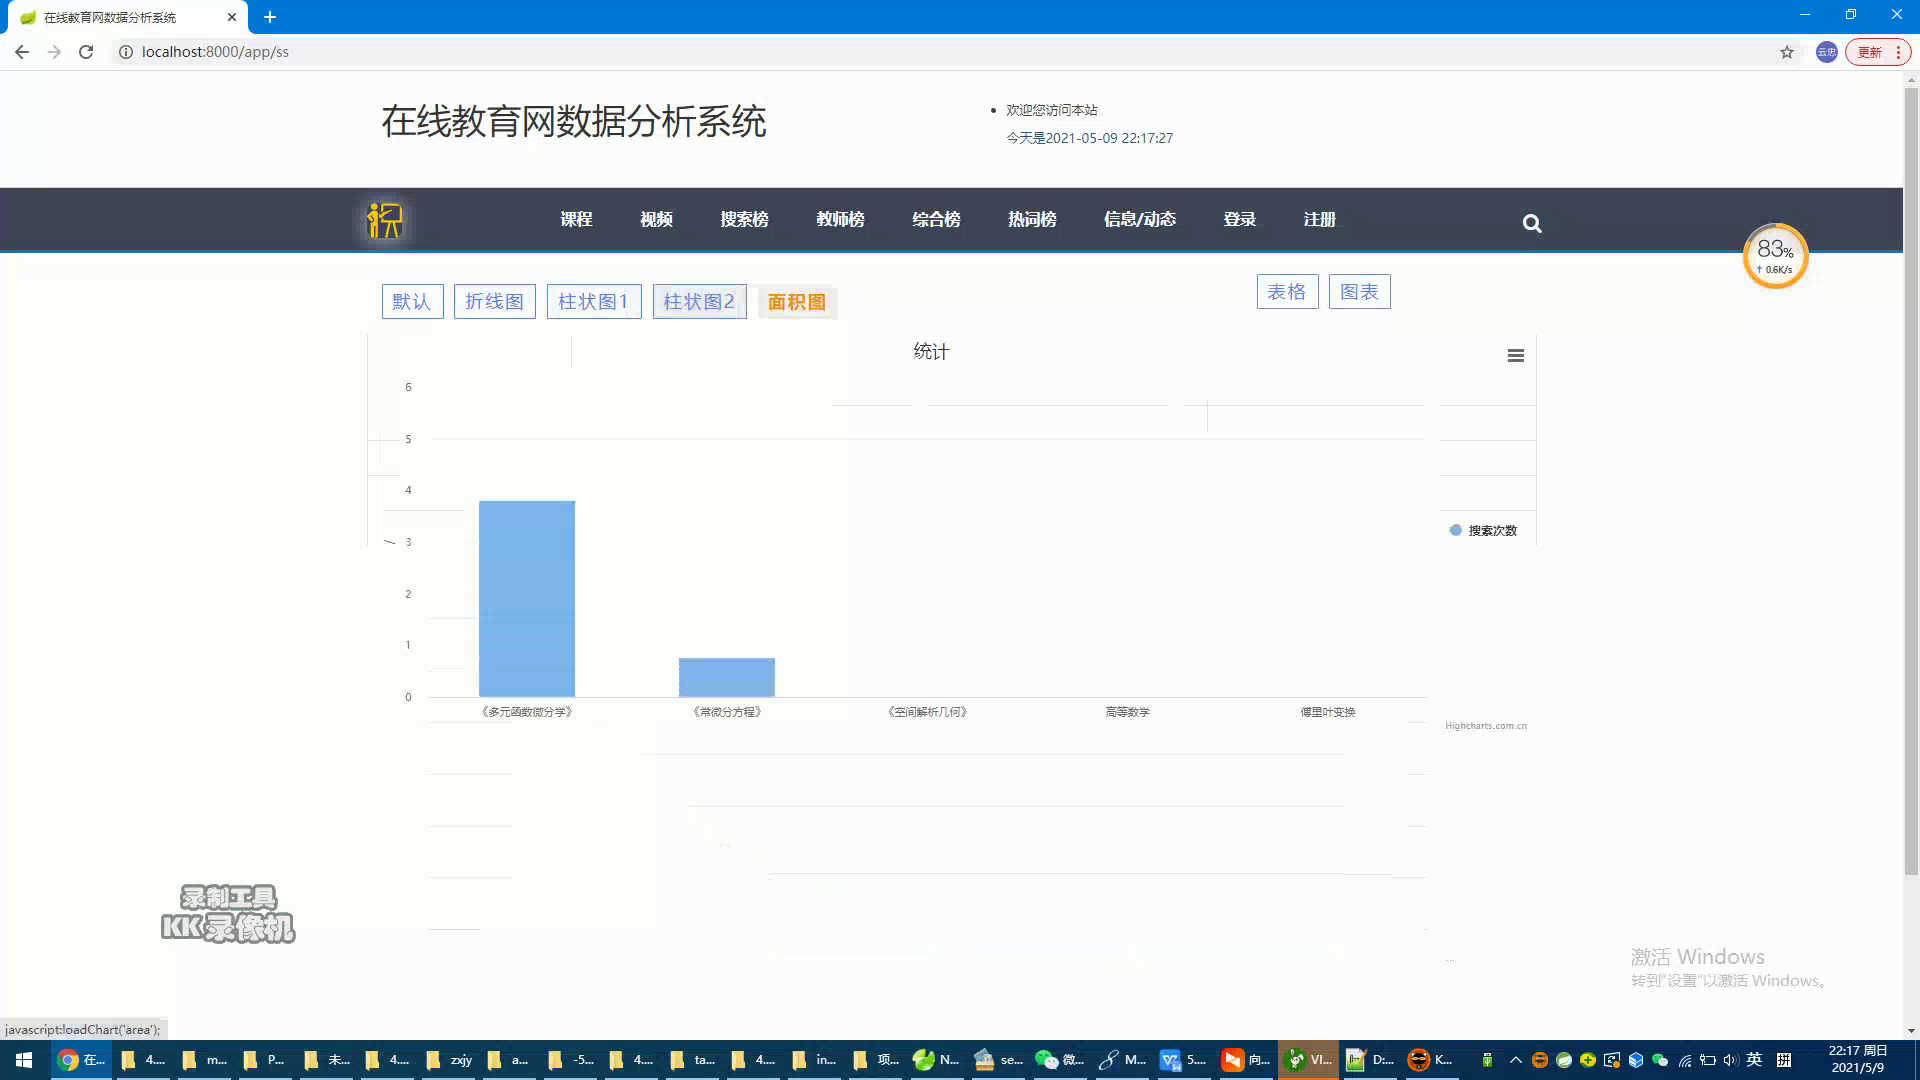 在线教育网数据分析系统
localhost:8000/app/ss
云忠
更新
在线教育网数据分析系统
欢迎您访问本站
今天是2021-05-09 22:17:27
课程 视频 搜索榜 教师榜 综合榜 热词榜 信息/动态 登录 注册
83%
↑ 0.6K/s
默认 折线图 柱状图1 柱状图2 面积图
表格 图表
统计
6
5
4
3
2
1
0
搜索次数
《多元函数微分学》 《常微分方程》 《空间解析几何》 高等数学 傅里叶变换
Highcharts.com.cn
录制工具
KK录像机
激活 Windows
转到"设置"以激活 Windows。
javascript:loadChart('area');
在... 4.... m... P... 未... 4.... zxjy a... -5... 4.... ta... 4.... in... 项... N... se... 微... M... 5.... 向... VI... D:... K... 英
22:17 周日
2021/5/9